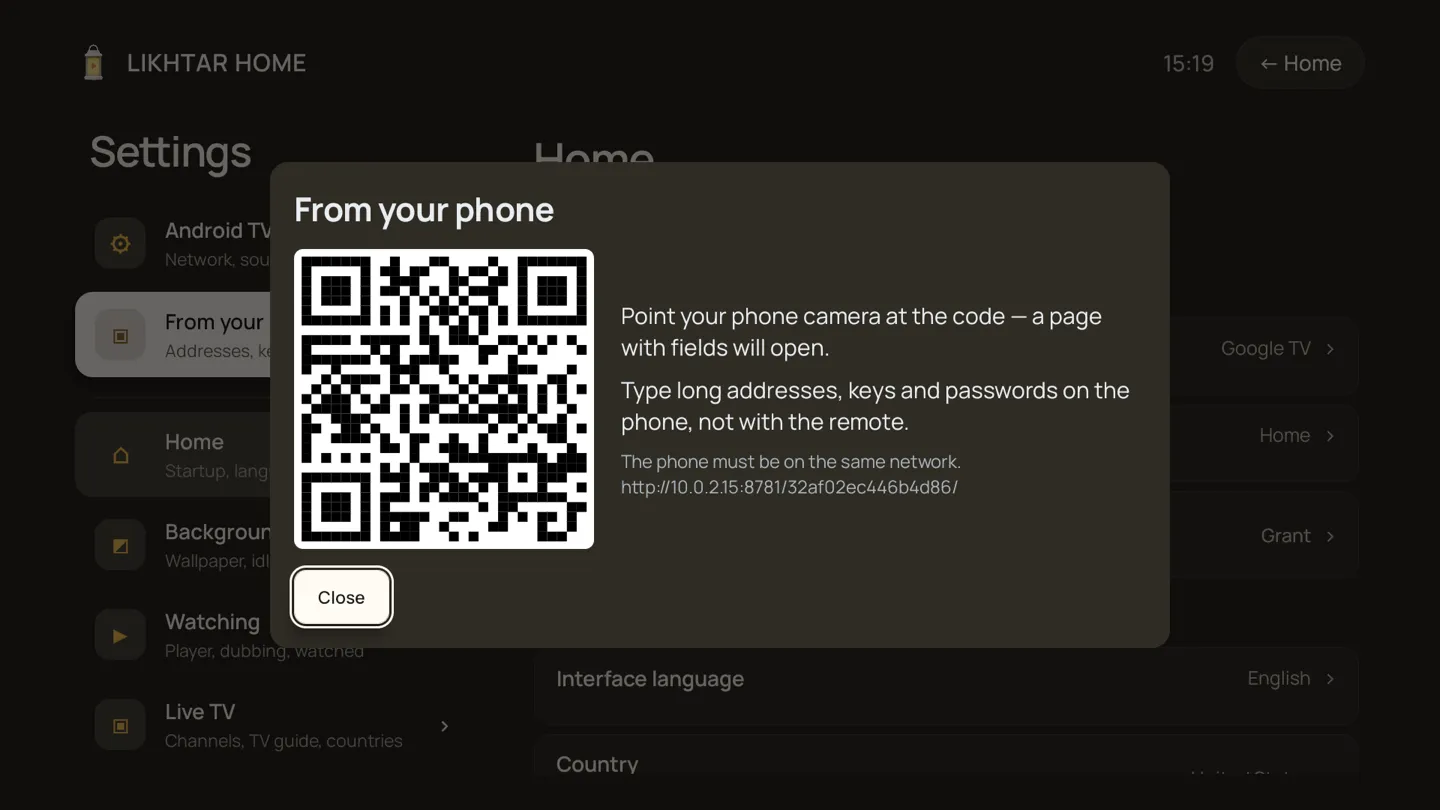 LIKHTAR HOME
15:19
← Home
Settings
Home
From your phone
Android TV
Network, sou
From your
Addresses, ke
Home
Startup, lang
Background
Wallpaper, idl
Watching
Player, dubbing, watched
Live TV
Channels, TV guide, countries
Point your phone camera at the code — a page
with fields will open.
Type long addresses, keys and passwords on the
phone, not with the remote.
The phone must be on the same network.
http://10.0.2.15:8781/32af02ec446b4d86/
Close
Google TV
Home
Grant
Interface language
English
Country